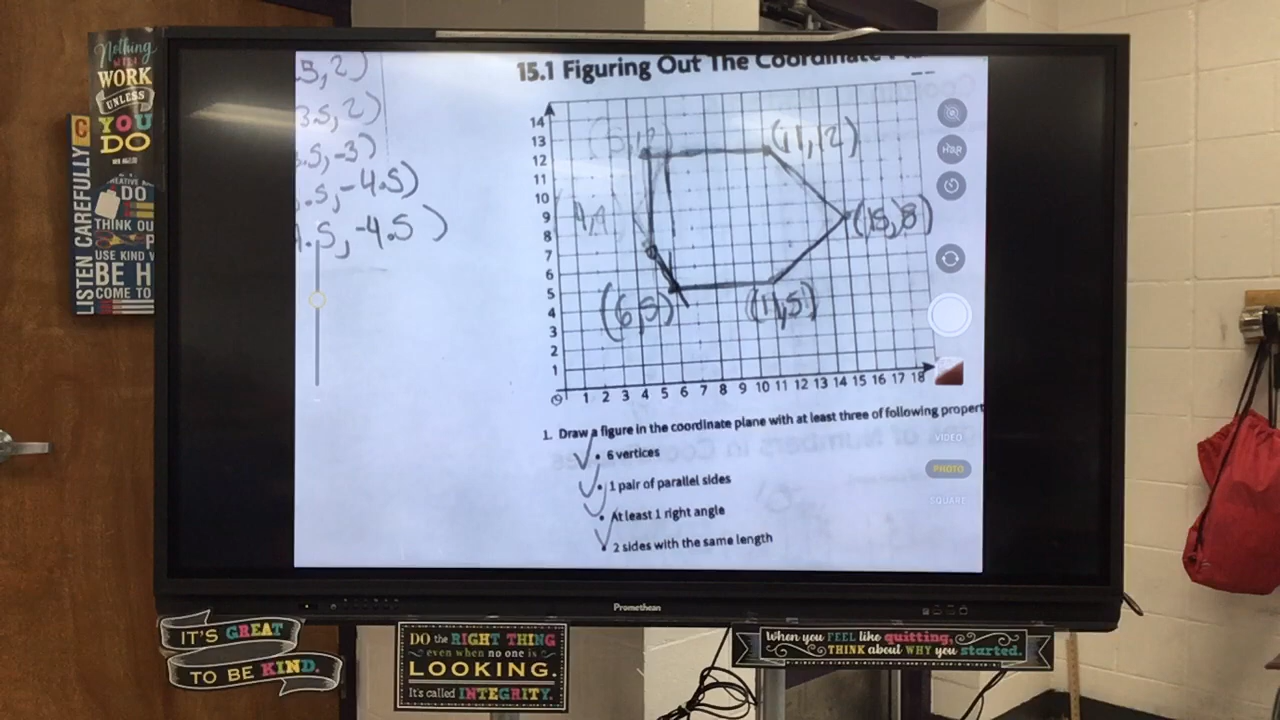 Nothing
WILL
WORK
UNLESS
YOU
DO
LISTEN CAREFULLY
DO
THINK
USE KIND
BE H
COME TO
5,2)
3.5,2)
.5,-3)
.5,-4.5)
.5,-4.5)
15.1 Figuring Out The Coordinate
14
13
12
11
10
9
8
7
6
5
4
3
2
1
1 2 3 4 5 6 7 8 9 10 11 12 13 14 15 16 17 18
(11,12)
(15,8)
(6,5)
(11,5)
1. Draw a figure in the coordinate plane with at least three of following propert
• 6 vertices
• 1 pair of parallel sides
• At least 1 right angle
• 2 sides with the same length
VIDEO
PHOTO
SQUARE
Promethean
IT'S GREAT
TO BE KIND.
DO the RIGHT THING
even when no one is
LOOKING.
It's called INTEGRITY.
When you FEEL like quitting,
THINK about WHY you started.